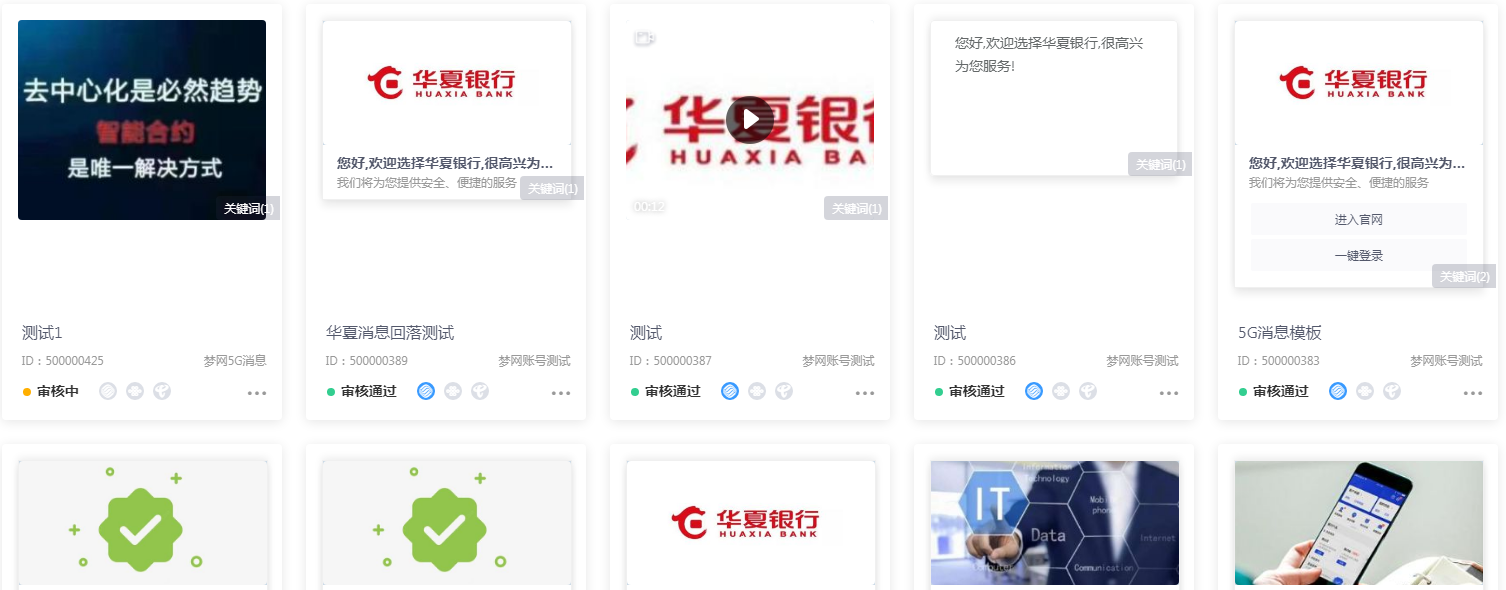 去中心化是必然趋势
智能合约
是唯一解决方式
关键词(1)
测试1
ID：500000425
梦网5G消息
审核中
华夏银行
HUAXIA BANK
您好,欢迎选择华夏银行,很高兴为...
我们将为您提供安全、便捷的服务
关键词(1)
华夏消息回落测试
ID：500000389
梦网账号测试
审核通过
华夏银行
HUAXIA BA
00:12
关键词(1)
测试
ID：500000387
梦网账号测试
审核通过
您好,欢迎选择华夏银行,很高兴
为您服务!
关键词(1)
测试
ID：500000386
梦网账号测试
审核通过
华夏银行
HUAXIA BANK
您好,欢迎选择华夏银行,很高兴为...
我们将为您提供安全、便捷的服务
进入官网
一键登录
关键词(2)
5G消息模板
ID：500000383
梦网账号测试
审核通过
华夏银行
HUAXIA BANK
Information
Technology
IT
Mobile
phone
Data
Internet
Computer
Communication